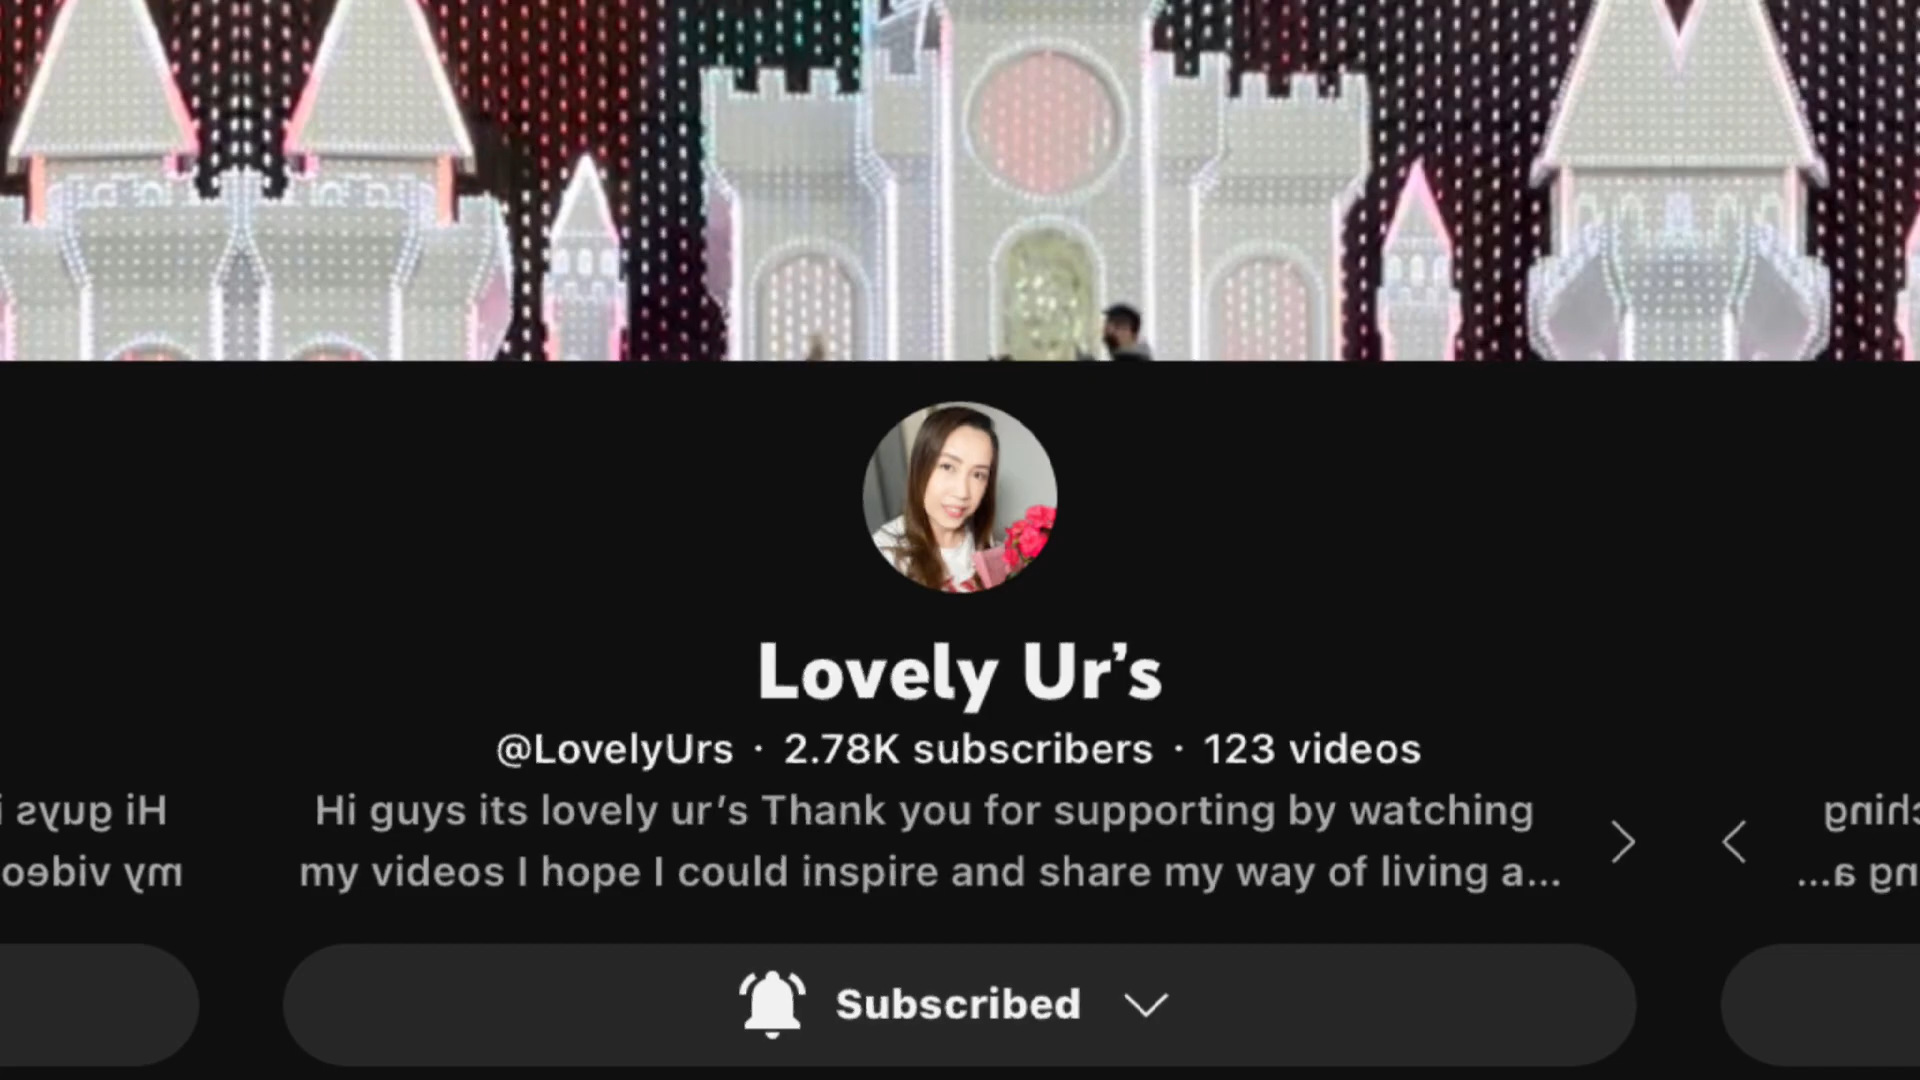 Lovely Ur’s
@LovelyUrs · 2.78K subscribers · 123 videos
Hi guys its lovely ur’s Thank you for supporting by watching
my videos I hope I could inspire and share my way of living a...
Subscribed